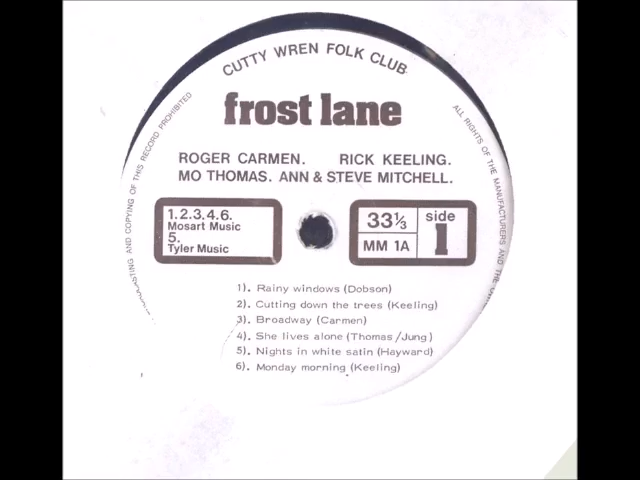 CUTTY WREN FOLK CLUB
frost lane
ROGER CARMEN. RICK KEELING.
MO THOMAS. ANN & STEVE MITCHELL.
1.2.3.4.6.
Mosart Music
5.
Tyler Music
33⅓
MM 1A
side
1
1). Rainy windows (Dobson)
2). Cutting down the trees (Keeling)
3). Broadway (Carmen)
4). She lives alone (Thomas/Jung)
5). Nights in white satin (Hayward)
6). Monday morning (Keeling)
AND COPYING OF THIS RECORD PROHIBITED
ALL RIGHTS OF THE MANUFACTURERS AND THE